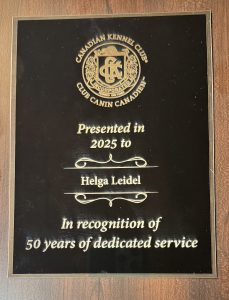 CANADIAN KENNEL CLUB
CLUB CANIN CANADIEN
Presented in
2025 to
Helga Leidel
In recognition of
50 years of dedicated service